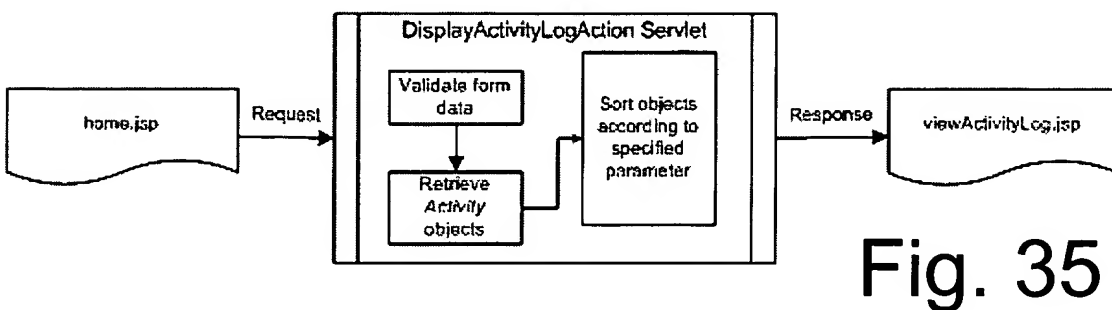 DisplayActivityLogAction Servlet
home.jsp
Request
Validate form
data
Retrieve
Activity
objects
Sort objects
according to
specified
parameter
Response
viewActivityLog.jsp
Fig. 35